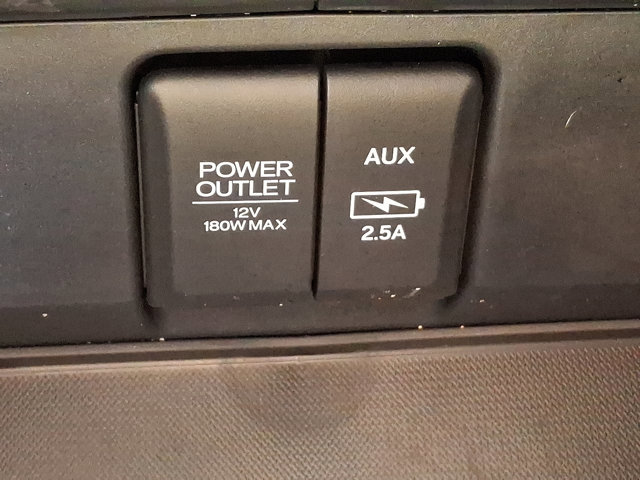 POWER
OUTLET
12V
180W MAX
AUX
2.5A